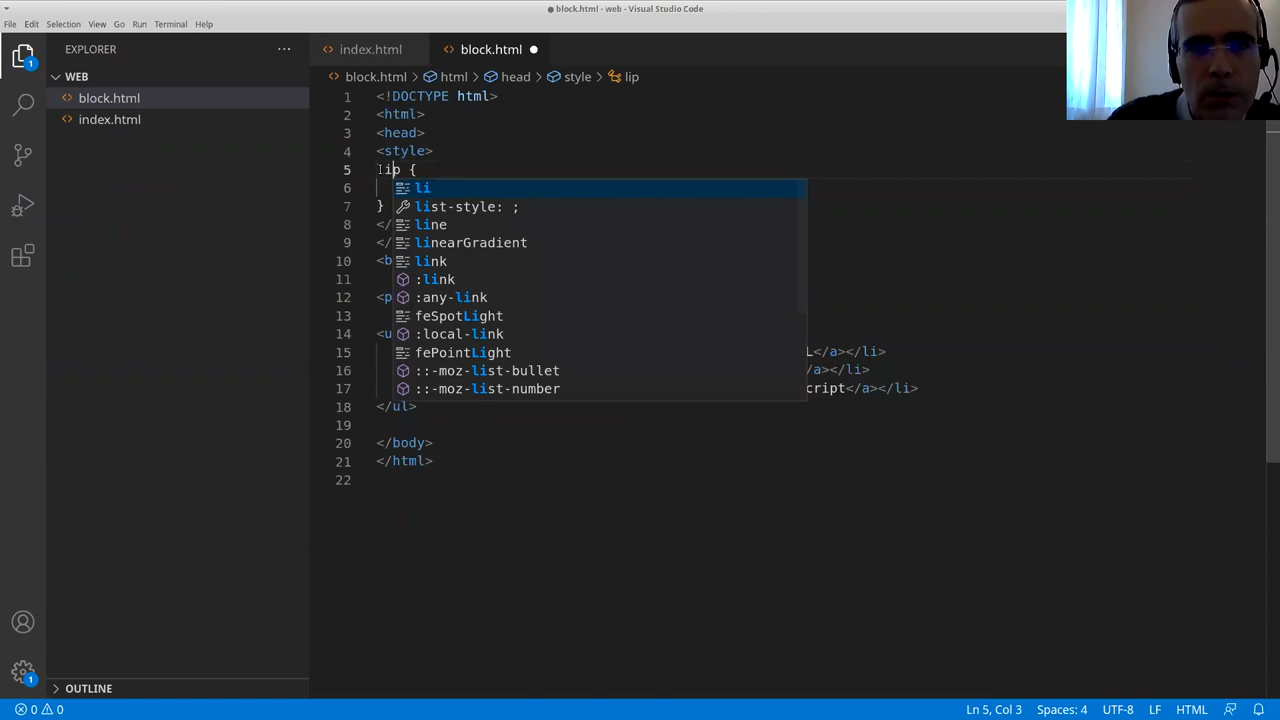 block.html - web - Visual Studio Code
File Edit Selection View Go Run Terminal Help
EXPLORER
index.html
block.html
WEB
block.html > html > head > style > lip
block.html
index.html
1 <!DOCTYPE html>
2 <html>
3 <head>
4 <style>
5 lip {
6 li
7 } list-style: ;
8 </ line
9 </ linearGradient
10 <b link
11 :link
12 <p :any-link
13 feSpotLight
14 <u :local-link
15 fePointLight L</a></li>
16 ::-moz-list-bullet /a></li>
17 ::-moz-list-number cript</a></li>
18 </ul>
19
20 </body>
21 </html>
22
1
1
OUTLINE
0 0
Ln 5, Col 3 Spaces: 4 UTF-8 LF HTML